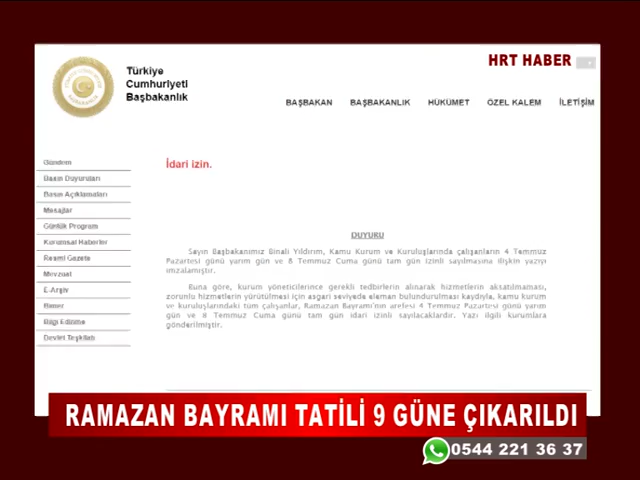 HRT HABER
Türkiye
Cumhuriyeti
Başbakanlık
BAŞBAKAN BAŞBAKANLIK HÜKÜMET ÖZEL KALEM İLETİŞİM
Gündem
Basın Duyuruları
Basın Açıklamaları
Mesajlar
Günlük Program
Kurumsal Haberler
Resmi Gazete
Mevzuat
E-Arşiv
Bimer
Bilgi Edinme
Devlet Teşkilatı
İdari izin.
DUYURU
Sayın Başbakanımız Binali Yıldırım, Kamu Kurum ve Kuruluşlarında çalışanların 4 Temmuz
Pazartesi günü yarım gün ve 8 Temmuz Cuma günü tam gün izinli sayılmasına ilişkin yazıyı
imzalamıştır.
Buna göre, kurum yöneticilerince gerekli tedbirlerin alınarak hizmetlerin aksatılmaması,
zorunlu hizmetlerin yürütülmesi için asgari seviyede eleman bulundurulması kaydıyla, kamu kurum
ve kuruluşlarındaki tüm çalışanlar, Ramazan Bayramı'nın arefesi 4 Temmuz Pazartesi günü yarım
gün ve 8 Temmuz Cuma günü tam gün idari izinli sayılacaklardır. Yazı ilgili kurumlara
gönderilmiştir.
RAMAZAN BAYRAMI TATİLİ 9 GÜNE ÇIKARILDI
0544 221 36 37